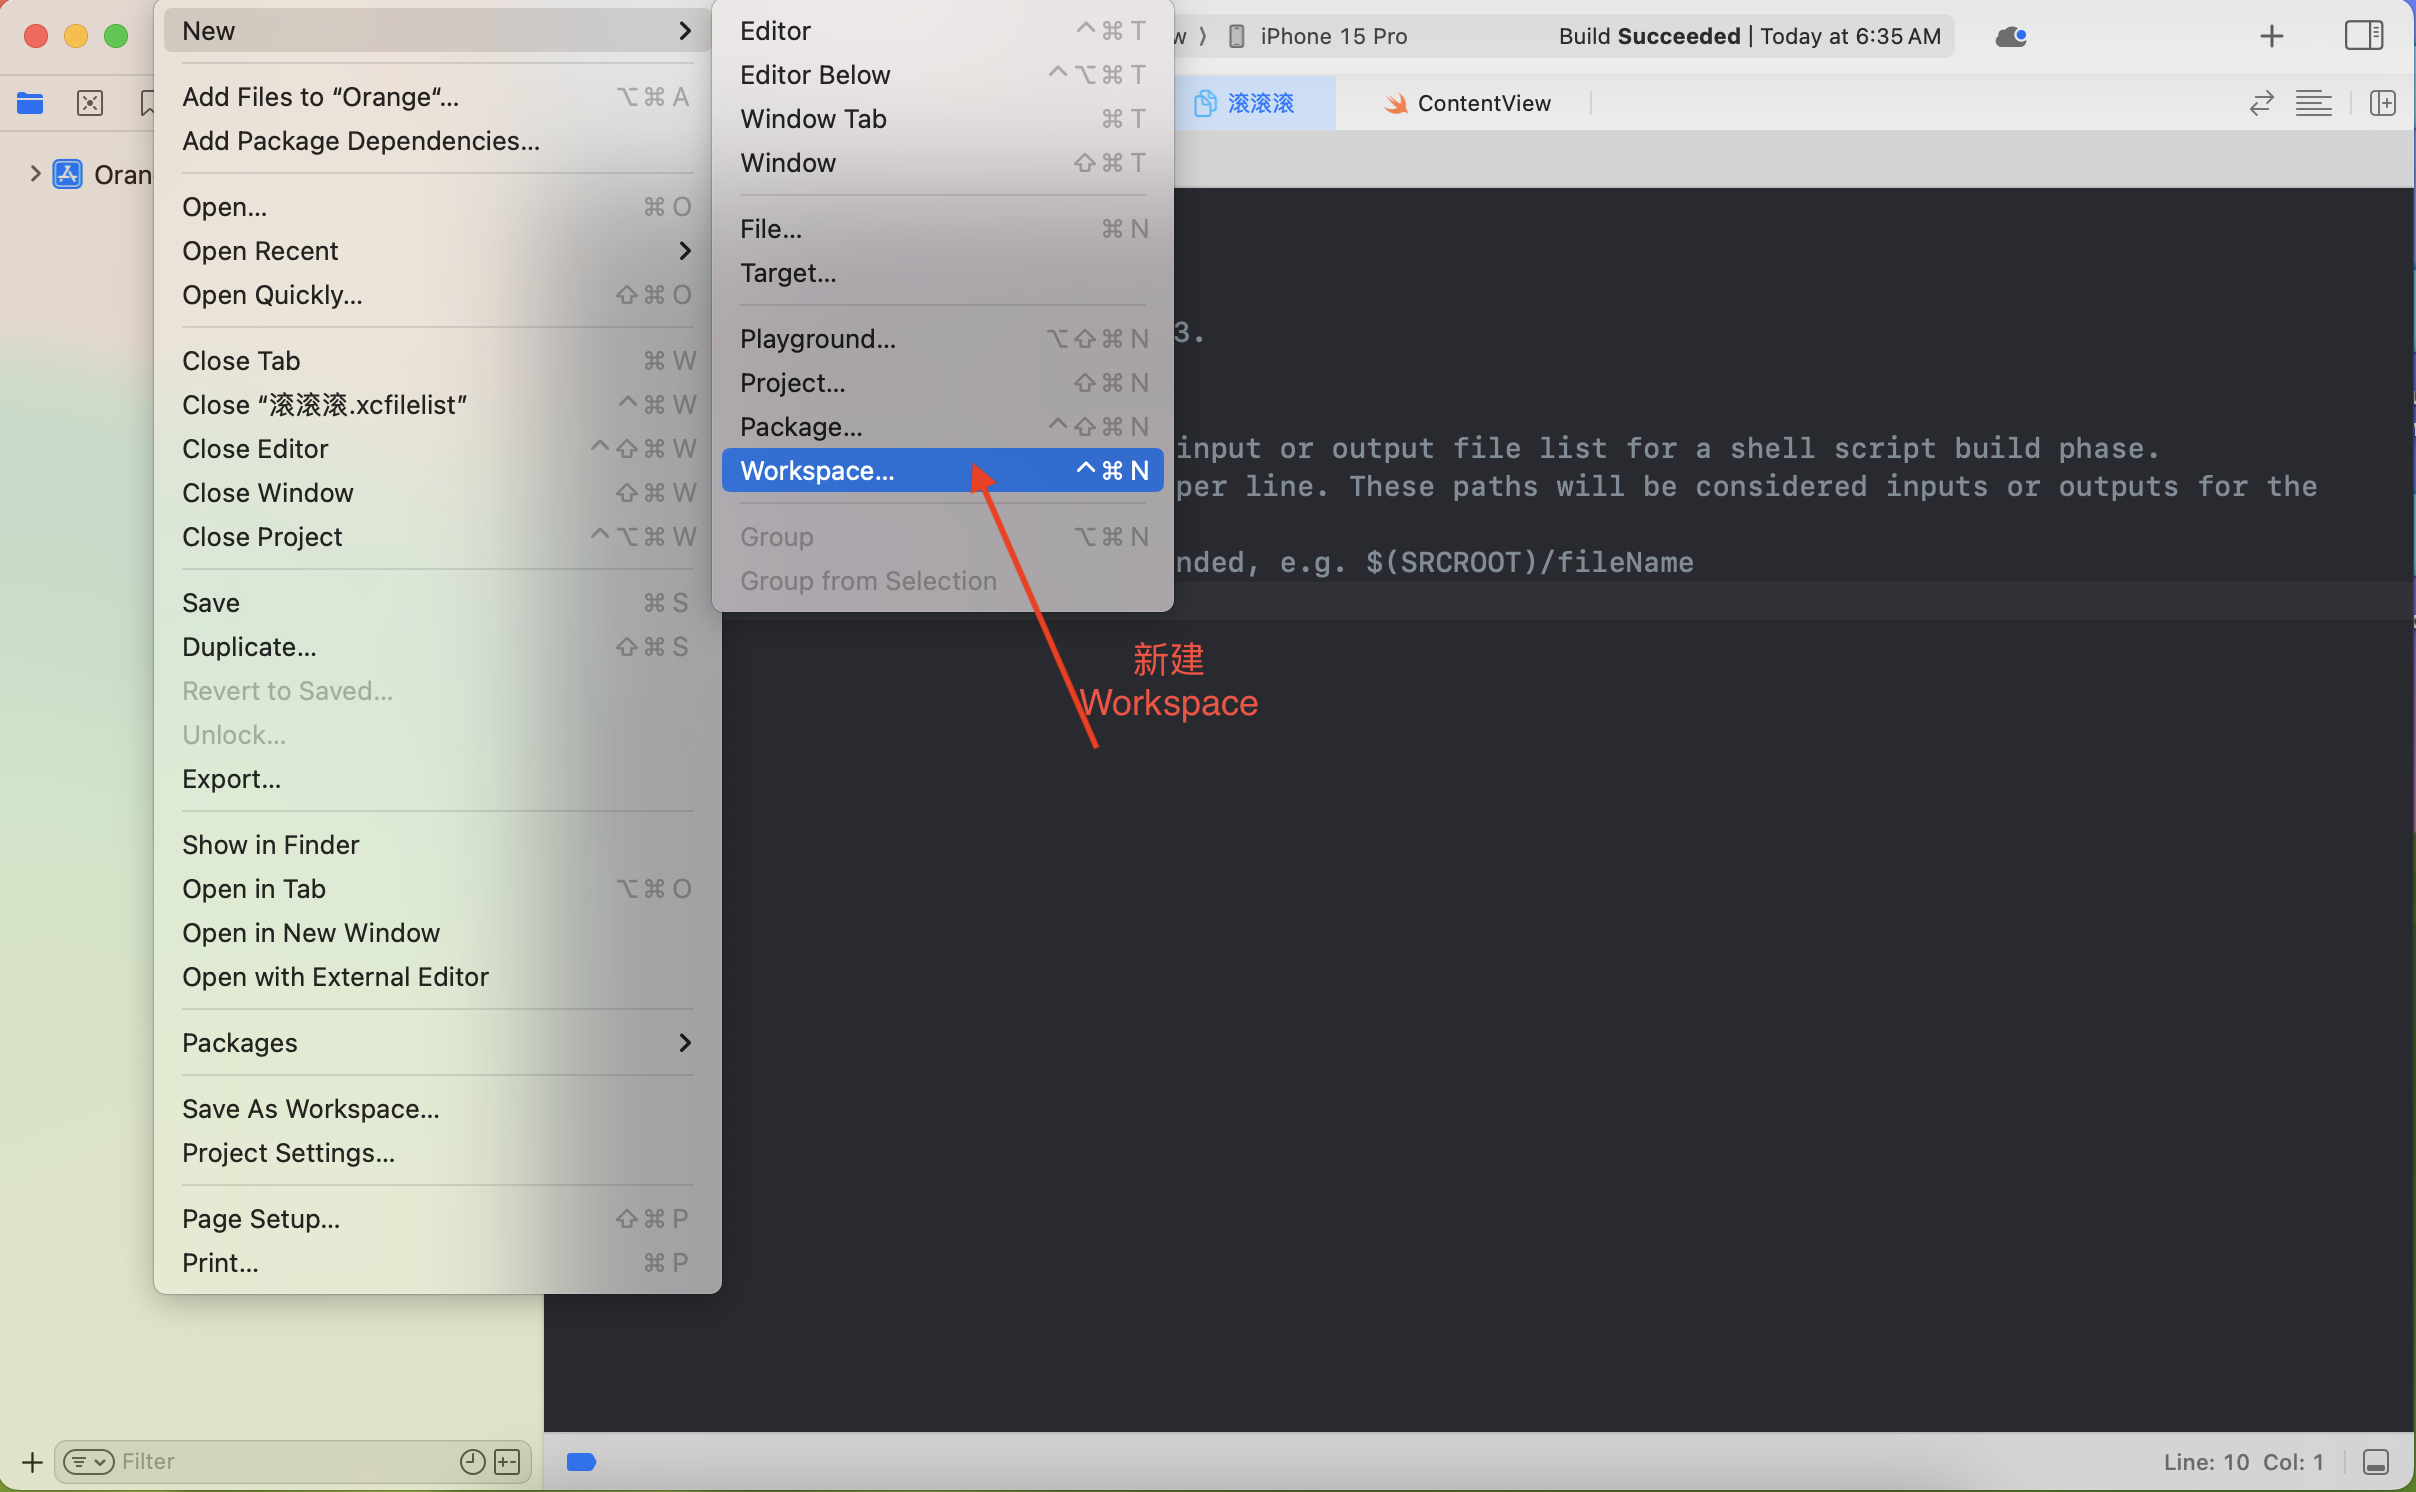 New
Add Files to “Orange“...
⌥⌘A
Add Package Dependencies...
Open...
⌘O
Open Recent
Open Quickly...
⇧⌘O
Close Tab
⌘W
Close “滚滚滚.xcfilelist”
^⌘W
Close Editor
^⇧⌘W
Close Window
⇧⌘W
Close Project
^⌥⌘W
Save
⌘S
Duplicate...
⇧⌘S
Revert to Saved...
Unlock...
Export...
Show in Finder
Open in Tab
⌥⌘O
Open in New Window
Open with External Editor
Packages
Save As Workspace...
Project Settings...
Page Setup...
⇧⌘P
Print...
⌘P
Editor
^⌘T
Editor Below
^⌥⌘T
Window Tab
⌘T
Window
⇧⌘T
File...
⌘N
Target...
Playground...
⌥⇧⌘N
Project...
⇧⌘N
Package...
^⇧⌘N
Workspace...
^⌘N
Group
⌥⌘N
Group from Selection
w
iPhone 15 Pro
Build Succeeded | Today at 6:35 AM
滚滚滚
ContentView
Oran
3.
input or output file list for a shell script build phase.
per line. These paths will be considered inputs or outputs for the
nded, e.g. $(SRCROOT)/fileName
新建
Workspace
Filter
Line: 10 Col: 1